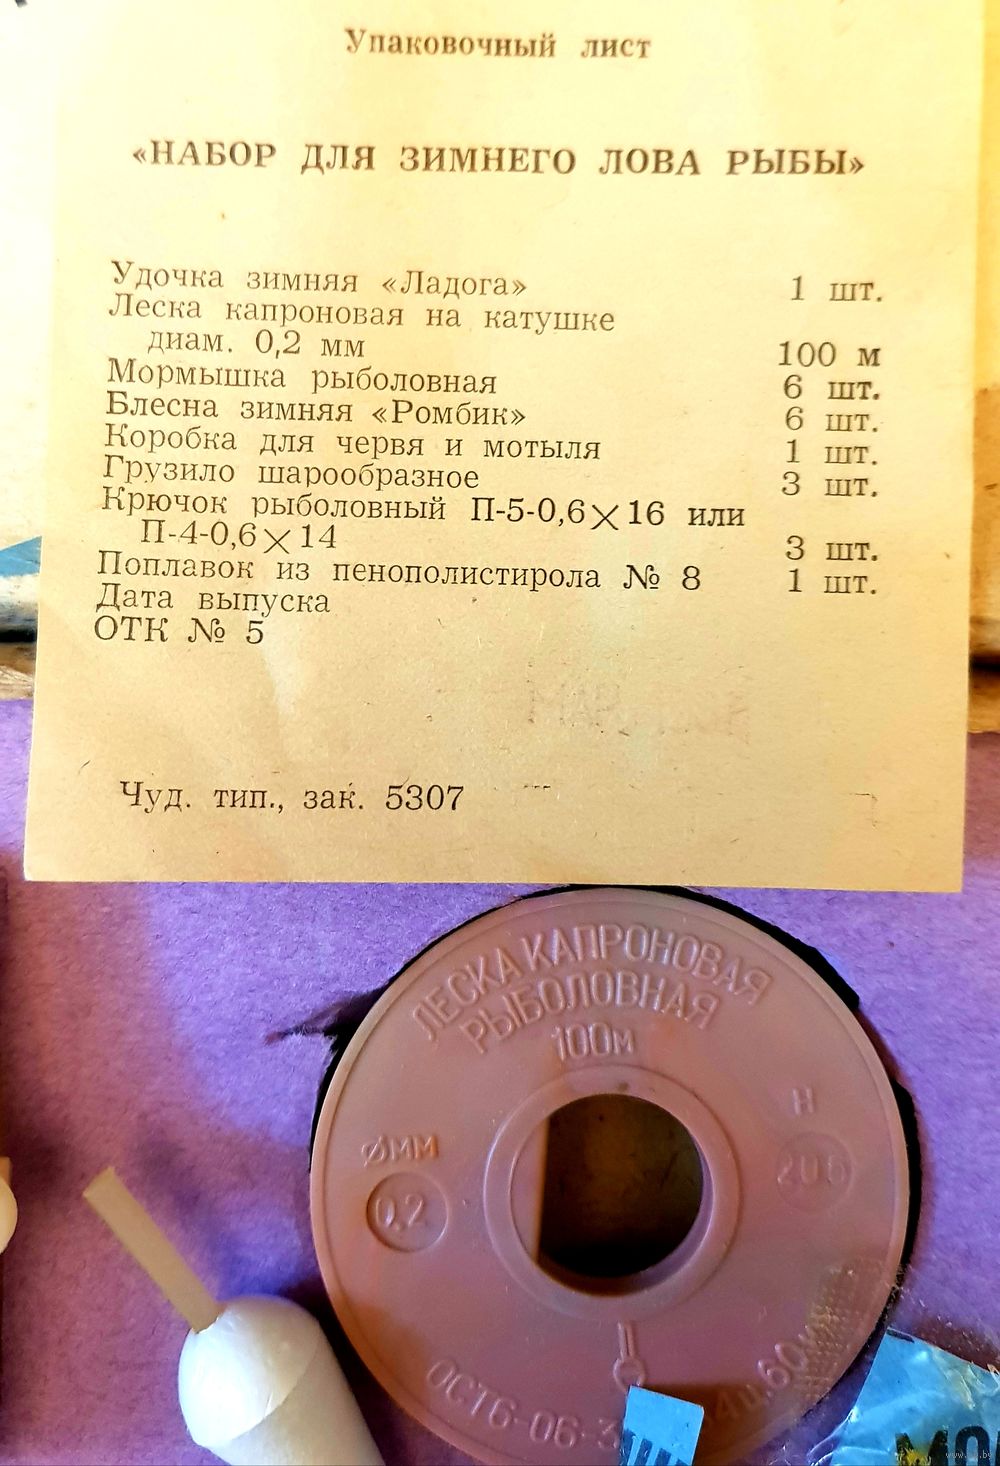 Упаковочный лист
«НАБОР ДЛЯ ЗИМНЕГО ЛОВА РЫБЫ»
Удочка зимняя «Ладога» 1 шт.
Леска капроновая на катушке
диам. 0,2 мм 100 м
Мормышка рыболовная 6 шт.
Блесна зимняя «Ромбик» 6 шт.
Коробка для червя и мотыля 1 шт.
Грузило шарообразное 3 шт.
Крючок рыболовный П-5-0,6×16 или
П-4-0,6×14 3 шт.
Поплавок из пенополистирола № 8 1 шт.
Дата выпуска
ОТК № 5
Чуд. тип., зак. 5307
ЛЕСКА КАПРОНОВАЯ
РЫБОЛОВНАЯ
100м
Н
ØММ
0,2
ОСТ6-06-3
ц.60